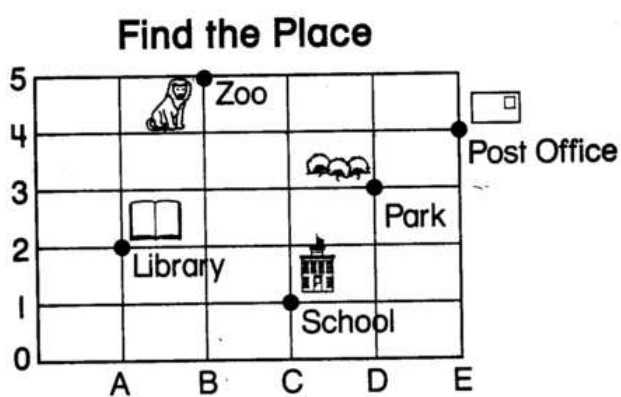 Find the Place
5
Zoo
4
Post Office
3
Park
2
Library
1
School
0
A B C D E